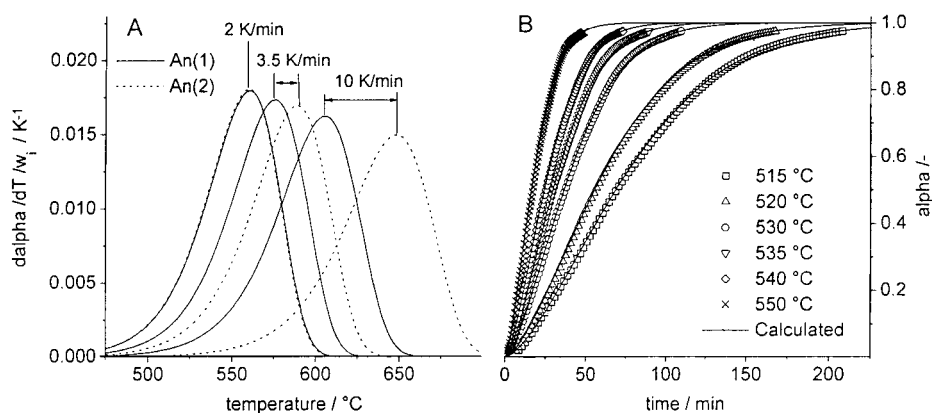 A
2 K/min
An(1)
3.5 K/min
An(2)
10 K/min
0.020
0.015
0.010
0.005
0.000
dalpha /dT /w_i / K^-1
500
550
600
650
temperature / °C
B
1.0
0.8
0.6
0.4
0.2
alpha /-
515 °C
520 °C
530 °C
535 °C
540 °C
550 °C
Calculated
0
50
100
150
200
time / min